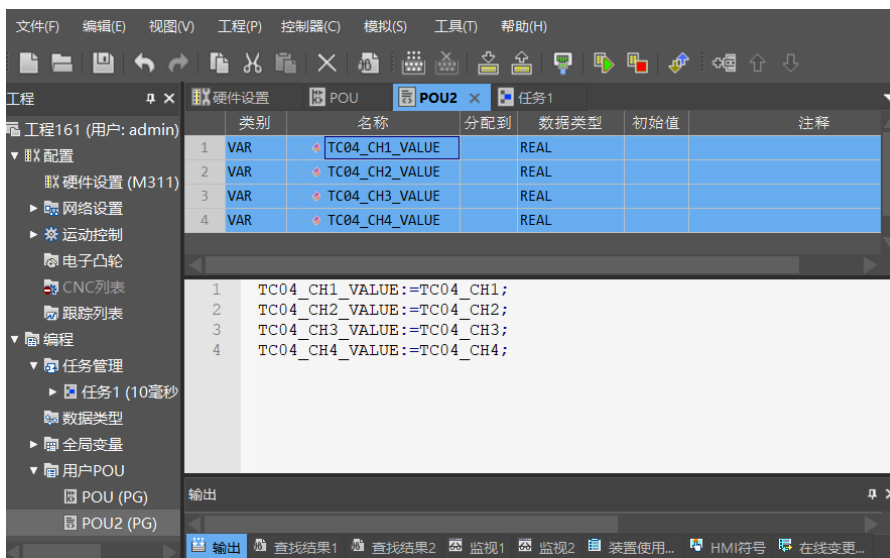 文件(F) 编辑(E) 视图(V) 工程(P) 控制器(C) 模拟(S) 工具(T) 帮助(H)
工程
硬件设置 POU POU2 任务1
类别 名称 分配到 数据类型 初始值 注释
1 VAR TC04_CH1_VALUE REAL
2 VAR TC04_CH2_VALUE REAL
3 VAR TC04_CH3_VALUE REAL
4 VAR TC04_CH4_VALUE REAL
工程161 (用户: admin)
配置
硬件设置 (M311)
网络设置
运动控制
电子凸轮
CNC列表
跟踪列表
编程
任务管理
任务1 (10毫秒
数据类型
全局变量
用户POU
POU (PG)
POU2 (PG)
1 TC04_CH1_VALUE:=TC04_CH1;
2 TC04_CH2_VALUE:=TC04_CH2;
3 TC04_CH3_VALUE:=TC04_CH3;
4 TC04_CH4_VALUE:=TC04_CH4;
输出
输出 查找结果1 查找结果2 监视1 监视2 装置使用... HMI符号 在线变更...